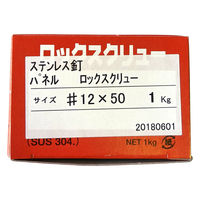 ロックスクリュー
ステンレス釘
パネル ロックスクリュー
サイズ #12×50 1Kg
20180601
(SUS 304.) NET 1kg 紙